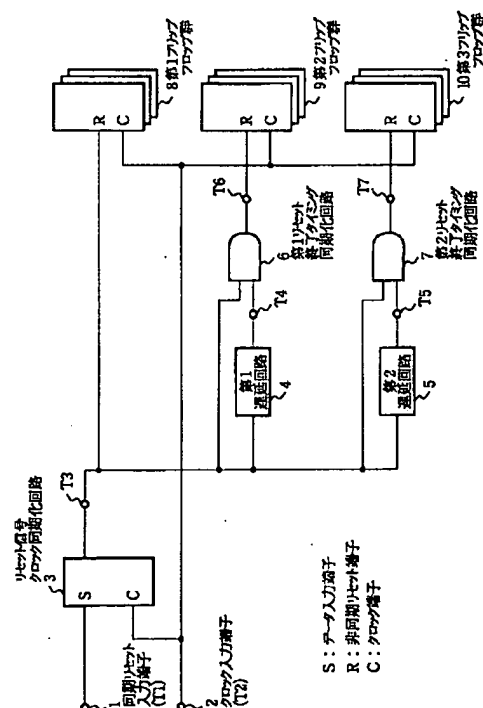 リセット信号
クロック同期化回路
3
S
C
T3
1
同期リセット
入力端子
(T1)
2
クロック入力端子
(T2)
第1
遅延回路
4
T4
6
第1リセット
終了タイミング
同期化回路
T6
第2
遅延回路
5
T5
7
第2リセット
終了タイミング
同期化回路
T7
R
C
8 第1フリップ
フロップ群
R
C
9 第2フリップ
フロップ群
R
C
10 第3フリップ
フロップ群
S : データ入力端子
R : 非同期リセット端子
C : クロック端子